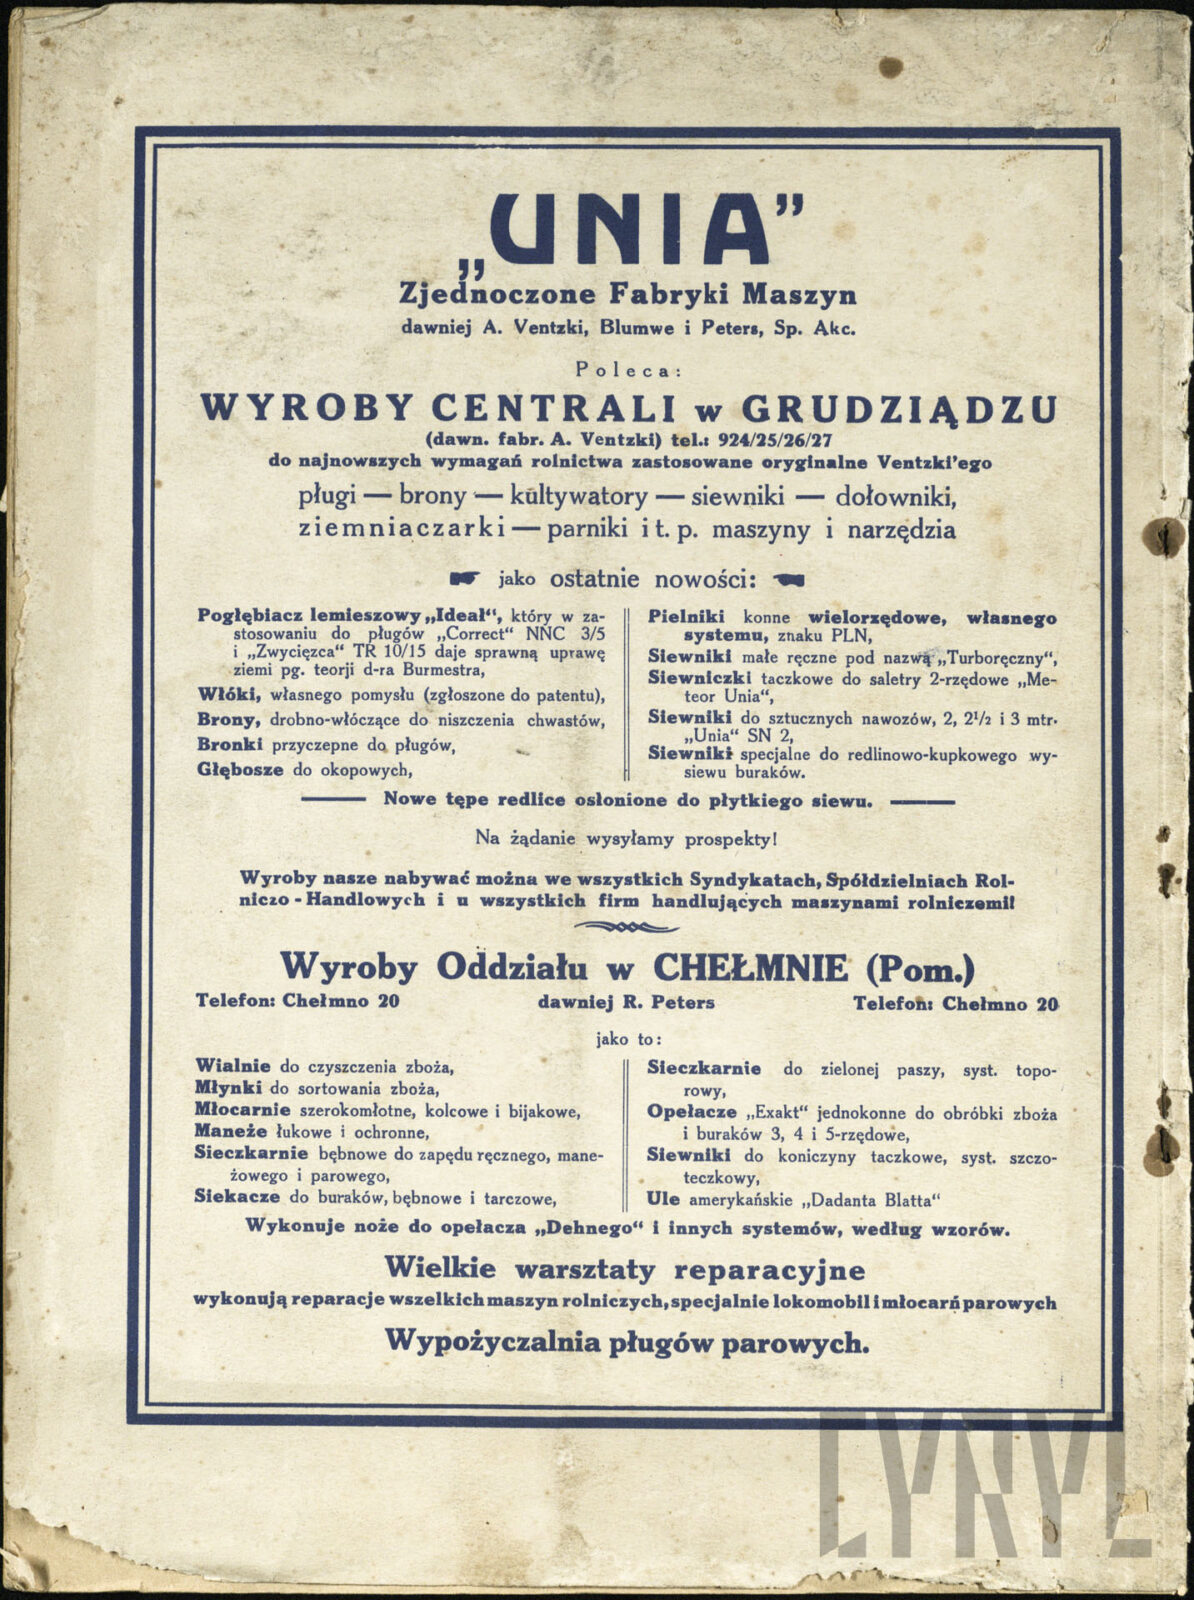 „UNIA”
Zjednoczone Fabryki Maszyn
dawniej A. Ventzki, Blumwe i Peters, Sp. Akc.
Poleca:
WYROBY CENTRALI w GRUDZIĄDZU
(dawn. fabr. A. Ventzki) tel.: 924/25/26/27
do najnowszych wymagań rolnictwa zastosowane oryginalne Ventzki'ego
pługi — brony — kultywatory — siewniki — dołowniki,
ziemniaczarki — parniki i t. p. maszyny i narzędzia
jako ostatnie nowości:
Pogłębiacz lemieszowy „Ideał“, który w za-
stosowaniu do pługów „Correct“ NNC 3/5
i „Zwycięzca“ TR 10/15 daje sprawną uprawę
ziemi pg. teorji d-ra Burmestra,
Włóki, własnego pomysłu (zgłoszone do patentu),
Brony, drobno-włóczące do niszczenia chwastów,
Bronki przyczepne do pługów,
Głębosze do okopowych,
Pielniki konne wielorzędowe, własnego
systemu, znaku PLN,
Siewniki małe ręczne pod nazwą „Turboręczny“,
Siewniczki taczkowe do saletry 2-rzędowe „Me-
teor Unia“,
Siewniki do sztucznych nawozów, 2, 2½ i 3 mtr.
„Unia“ SN 2,
Siewniki specjalne do redlinowo-kupkowego wy-
siewu buraków.
Nowe tępe redlice osłonione do płytkiego siewu.
Na żądanie wysyłamy prospekty!
Wyroby nasze nabywać można we wszystkich Syndykatach, Spółdzielniach Rol-
niczo - Handlowych i u wszystkich firm handlujących maszynami rolniczemi!
Wyroby Oddziału w CHEŁMNIE (Pom.)
Telefon: Chełmno 20 dawniej R. Peters Telefon: Chełmno 20
jako to:
Wialnie do czyszczenia zboża,
Młynki do sortowania zboża,
Młocarnie szerokomłotne, kolcowe i bijakowe,
Maneże łukowe i ochronne,
Sieczkarnie bębnowe do zapędu ręcznego, mane-
żowego i parowego,
Siekacze do buraków, bębnowe i tarczowe,
Sieczkarnie do zielonej paszy, syst. topo-
rowy,
Opełacze „Exakt“ jednokonne do obróbki zboża
i buraków 3, 4 i 5-rzędowe,
Siewniki do koniczyny taczkowe, syst. szczo-
teczkowy,
Ule amerykańskie „Dadanta Blatta“
Wykonuje noże do opełacza „Dehnego“ i innych systemów, według wzorów.
Wielkie warsztaty reparacyjne
wykonują reparacje wszelkich maszyn rolniczych, specjalnie lokomobil i młocarń parowych
Wypożyczalnia pługów parowych.